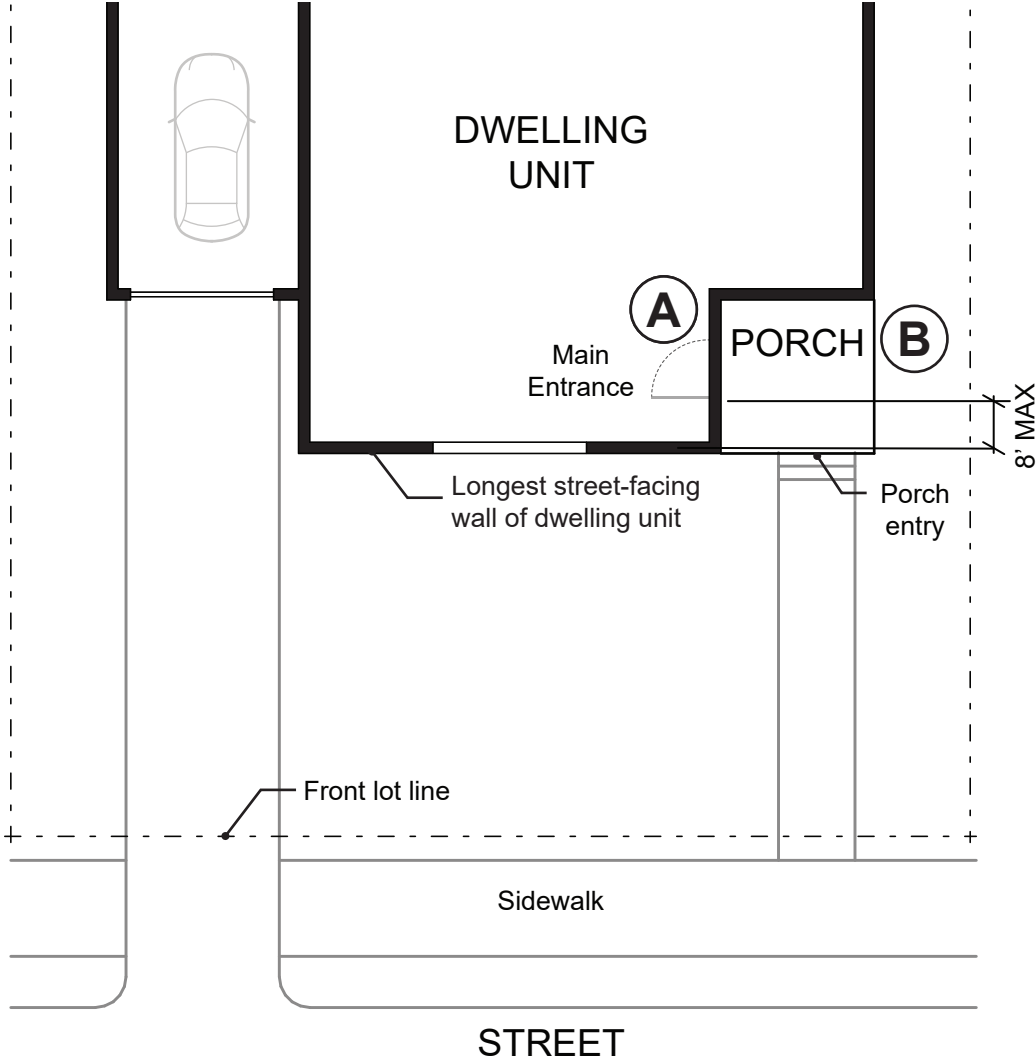 DWELLING
UNIT
A
PORCH
B
Main
Entrance
8' MAX
Longest street-facing
wall of dwelling unit
Porch
entry
Front lot line
Sidewalk
STREET